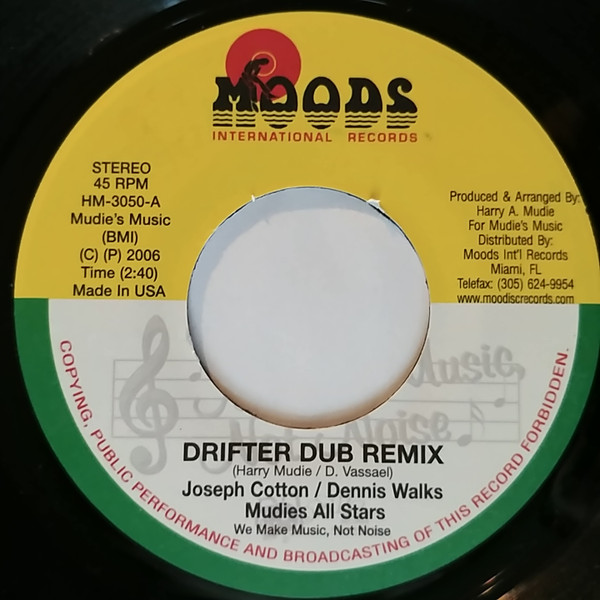 MOODS
INTERNATIONAL RECORDS
STEREO
45 RPM
HM-3050-A
Mudie's Music
(BMI)
(C) (P) 2006
Time (2:40)
Made In USA
Produced & Arranged By:
Harry A. Mudie
For Mudie's Music
Distributed By:
Moods Int'l Records
Miami, FL
Telefax: (305) 624-9954
www.moodiscrecords.com
Music,
Noise
DRIFTER DUB REMIX
(Harry Mudie / D. Vassael)
Joseph Cotton / Dennis Walks
Mudies All Stars
We Make Music, Not Noise
COPYING, PUBLIC PERFORMANCE AND BROADCASTING OF THIS RECORD FORBIDDEN.